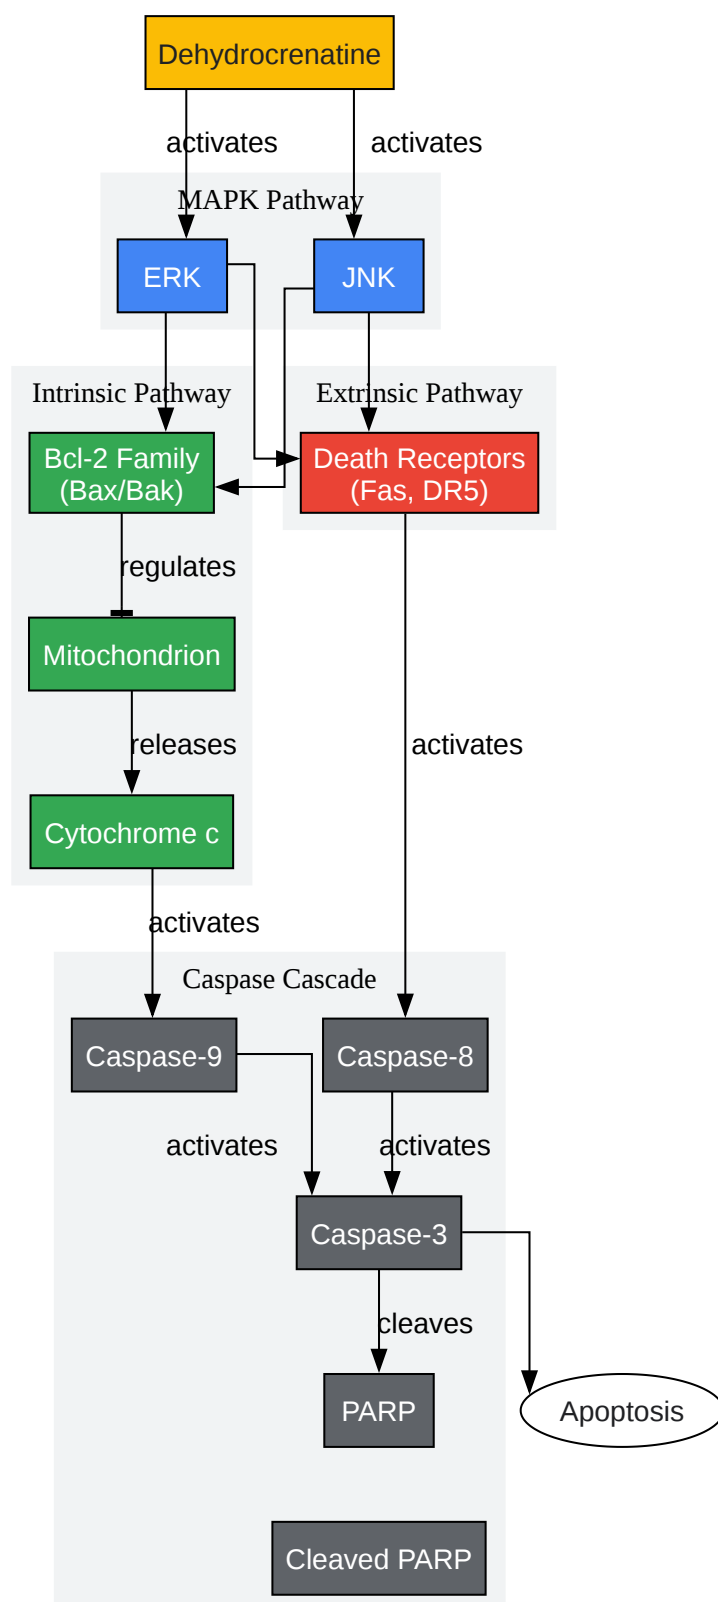 Dehydrocrenatine
activates
activates
MAPK Pathway
ERK
JNK
Intrinsic Pathway
Extrinsic Pathway
Bcl-2 Family
(Bax/Bak)
Death Receptors
(Fas, DR5)
regulates
Mitochondrion
releases
activates
Cytochrome c
activates
Caspase Cascade
Caspase-9
Caspase-8
activates
activates
Caspase-3
cleaves
PARP
Apoptosis
Cleaved PARP